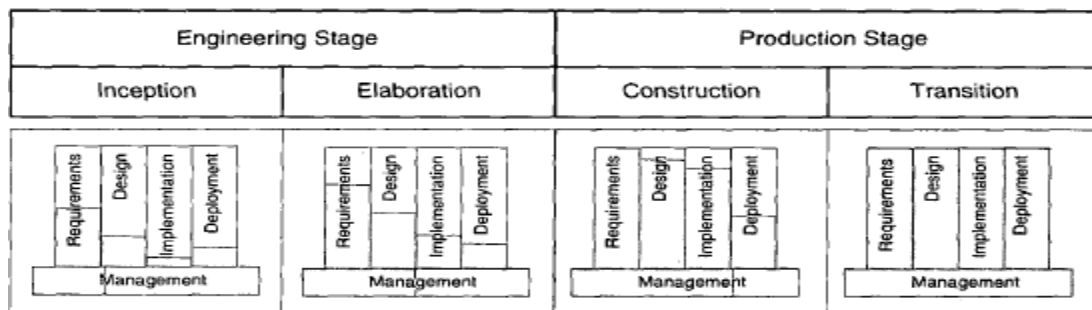 Engineering Stage Production Stage
Inception Elaboration Construction Transition
Requirements Design Implementation Deployment
Management
Requirements Design Implementation Deployment
Management
Requirements Design Implementation Deployment
Management
Requirements Design Implementation Deployment
Management